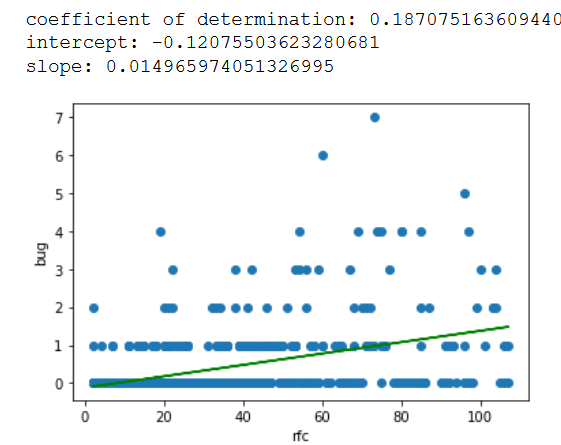 coefficient of determination: 0.187075163609440
intercept: -0.12075503623280681
slope: 0.014965974051326995
7
6
5
4
3
2
1
0
bug
0 20 40 60 80 100
rfc